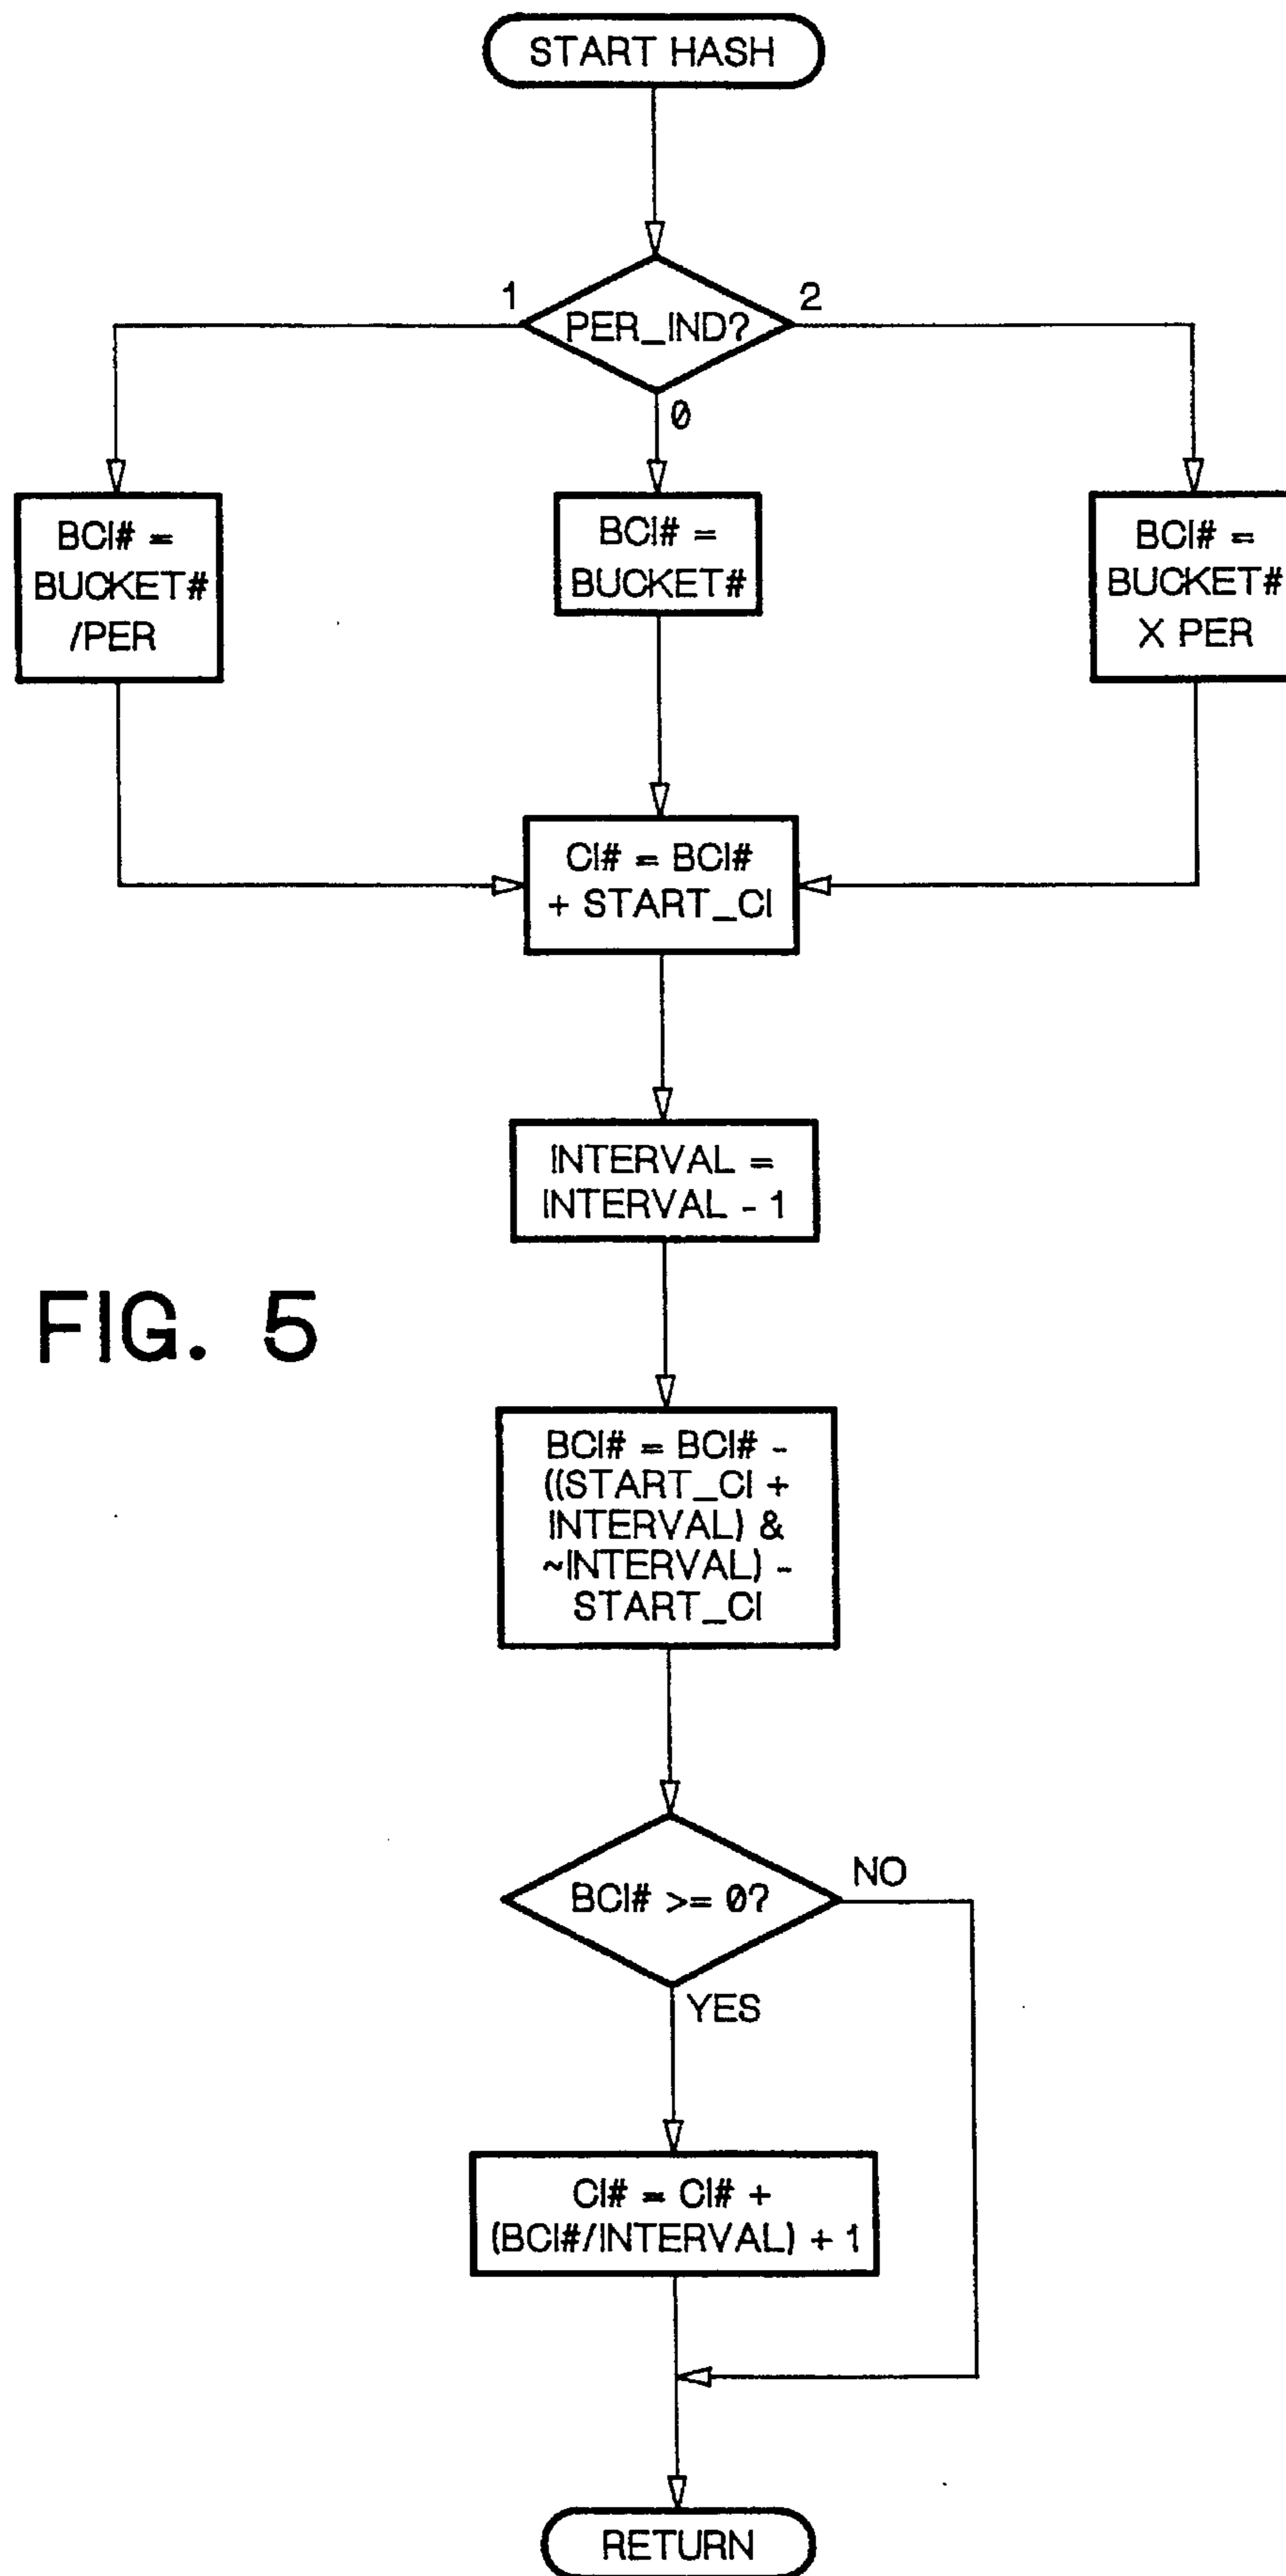 START HASH
1
PER_IND?
2
0
BCI# =
BUCKET#
/PER
BCI# =
BUCKET#
BCI# =
BUCKET#
X PER
CI# = BCI#
+ START_CI
INTERVAL =
INTERVAL - 1
FIG. 5
BCI# = BCI# -
((START_CI +
INTERVAL) &
~INTERVAL) -
START_CI
BCI# >= 0?
NO
YES
CI# = CI# +
(BCI#/INTERVAL) + 1
RETURN